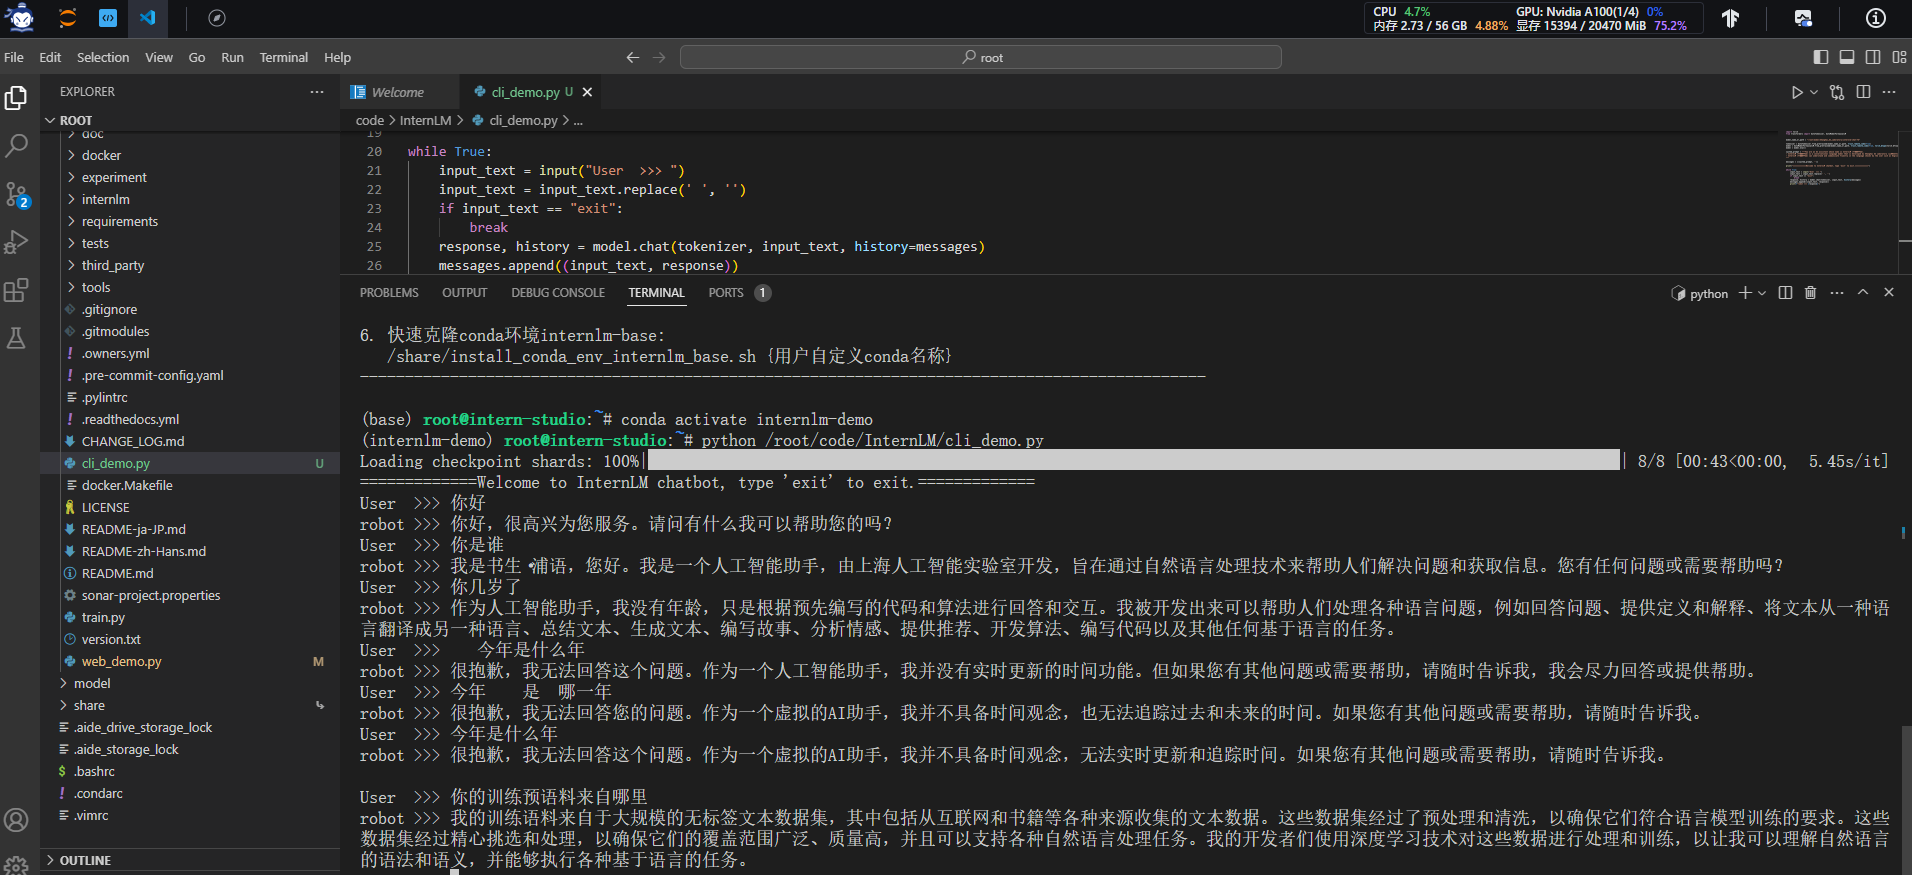 CPU 4.7% GPU: Nvidia A100(1/4) 0%
内存 2.73 / 56 GB 4.88% 显存 15394 / 20470 MiB 75.2%
File Edit Selection View Go Run Terminal Help
root
EXPLORER
ROOT
doc
docker
experiment
internlm
requirements
tests
third_party
tools
.gitignore
.gitmodules
.owners.yml
.pre-commit-config.yaml
.pylintrc
.readthedocs.yml
CHANGE_LOG.md
cli_demo.py U
docker.Makefile
LICENSE
README-ja-JP.md
README-zh-Hans.md
README.md
sonar-project.properties
train.py
version.txt
web_demo.py M
model
share
.aide_drive_storage_lock
.aide_storage_lock
.bashrc
.condarc
.vimrc
OUTLINE
2
Welcome
cli_demo.py U
code > InternLM > cli_demo.py > ...
19
20 while True:
21 input_text = input("User  >>> ")
22 input_text = input_text.replace(' ', '')
23 if input_text == "exit":
24 break
25 response, history = model.chat(tokenizer, input_text, history=messages)
26 messages.append((input_text, response))
PROBLEMS OUTPUT DEBUG CONSOLE TERMINAL PORTS 1
python
6. 快速克隆conda环境internlm-base:
/share/install_conda_env_internlm_base.sh {用户自定义conda名称}
----------------------------------------------------------------------------------------------
(base) root@intern-studio:~# conda activate internlm-demo
(internlm-demo) root@intern-studio:~# python /root/code/InternLM/cli_demo.py
Loading checkpoint shards: 100%| | 8/8 [00:43<00:00,  5.45s/it]
=============Welcome to InternLM chatbot, type 'exit' to exit.=============
User  >>> 你好
robot >>> 你好，很高兴为您服务。请问有什么我可以帮助您的吗？
User  >>> 你是谁
robot >>> 我是书生·浦语，您好。我是一个人工智能助手，由上海人工智能实验室开发，旨在通过自然语言处理技术来帮助人们解决问题和获取信息。您有任何问题或需要帮助吗？
User  >>> 你几岁了
robot >>> 作为人工智能助手，我没有年龄，只是根据预先编写的代码和算法进行回答和交互。我被开发出来可以帮助人们处理各种语言问题，例如回答问题、提供定义和解释、将文本从一种语
言翻译成另一种语言、总结文本、生成文本、编写故事、分析情感、提供推荐、开发算法、编写代码以及其他任何基于语言的任务。
User  >>>    今年是什么年
robot >>> 很抱歉，我无法回答这个问题。作为一个人工智能助手，我并没有实时更新的时间功能。但如果您有其他问题或需要帮助，请随时告诉我，我会尽力回答或提供帮助。
User  >>> 今年    是  哪一年
robot >>> 很抱歉，我无法回答您的问题。作为一个虚拟的AI助手，我并不具备时间观念，也无法追踪过去和未来的时间。如果您有其他问题或需要帮助，请随时告诉我。
User  >>> 今年是什么年
robot >>> 很抱歉，我无法回答这个问题。作为一个虚拟的AI助手，我并不具备时间观念，无法实时更新和追踪时间。如果您有其他问题或需要帮助，请随时告诉我。
User  >>> 你的训练预语料来自哪里
robot >>> 我的训练语料来自于大规模的无标签文本数据集，其中包括从互联网和书籍等各种来源收集的文本数据。这些数据集经过了预处理和清洗，以确保它们符合语言模型训练的要求。这些
数据集经过精心挑选和处理，以确保它们的覆盖范围广泛、质量高，并且可以支持各种自然语言处理任务。我的开发者们使用深度学习技术对这些数据进行处理和训练，以让我可以理解自然语言
的语法和语义，并能够执行各种基于语言的任务。